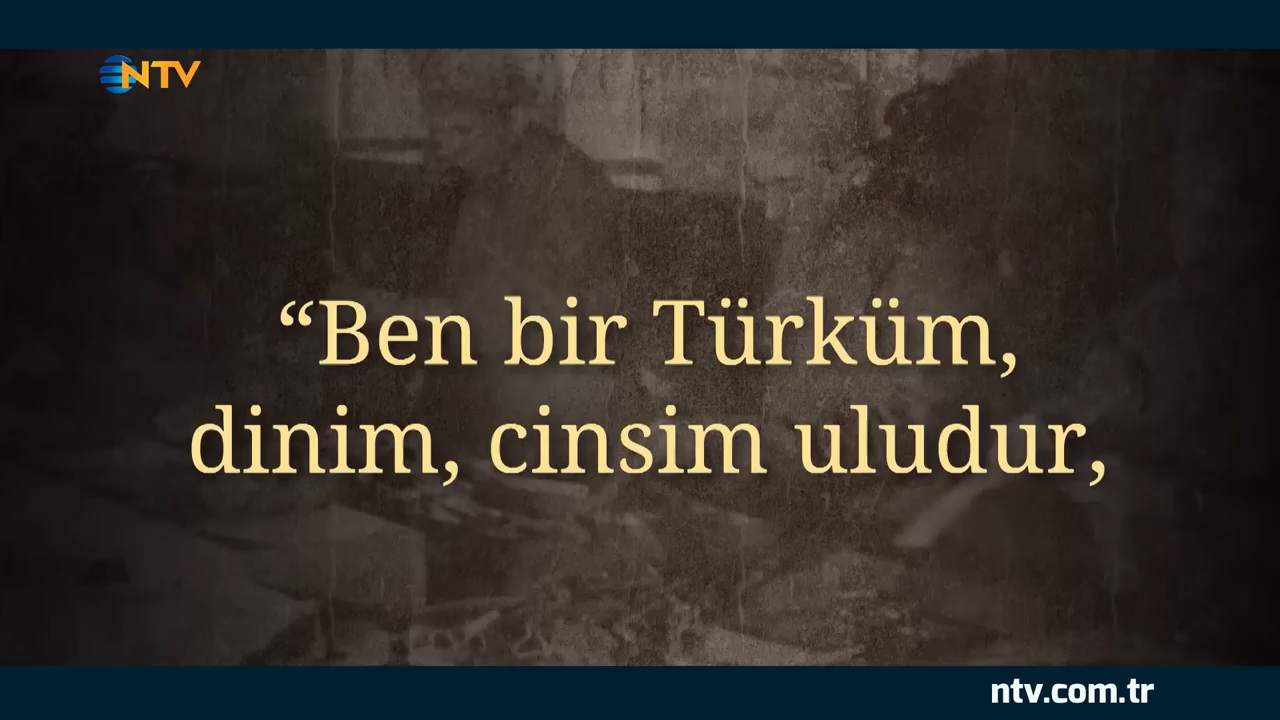 NTV
“Ben bir Türküm,
dinim, cinsim uludur,
ntv.com.tr